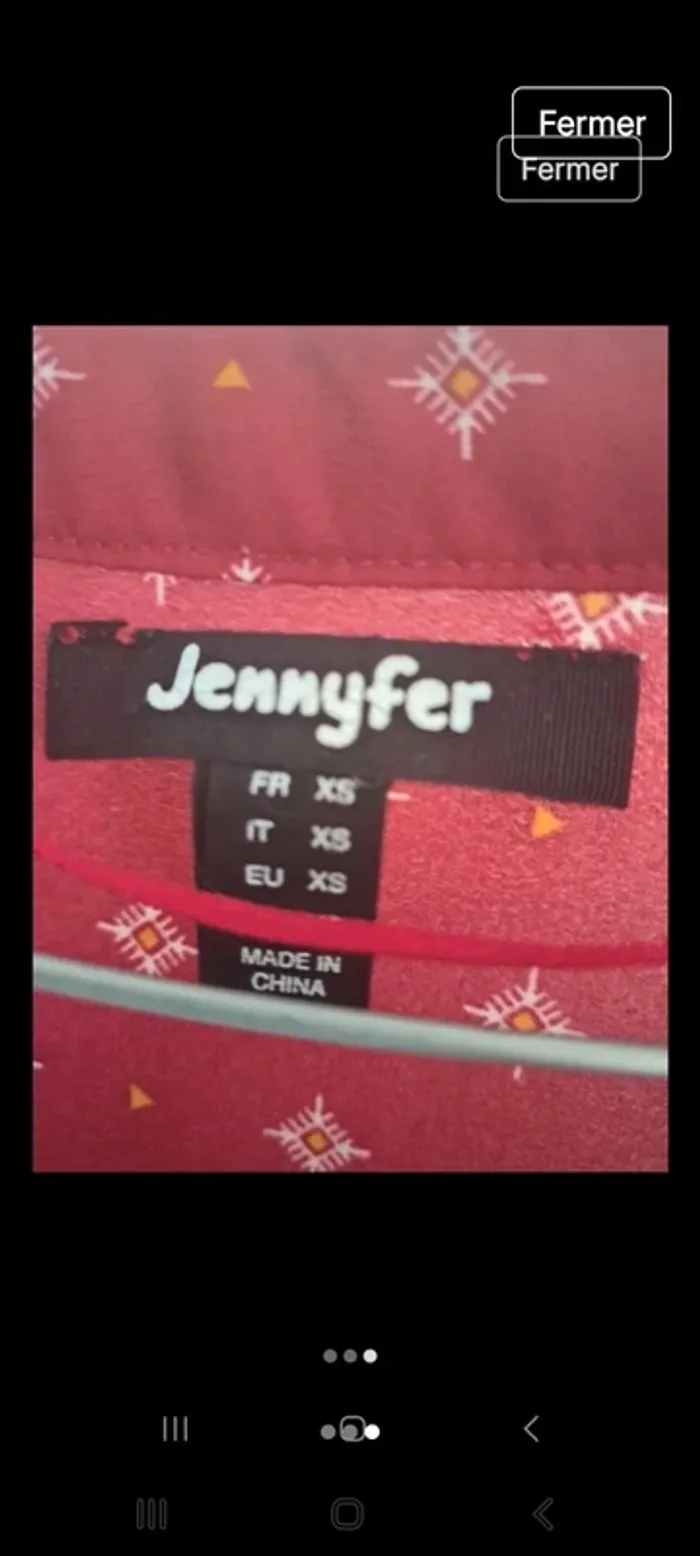 Fermer
Fermer
Jennyfer
FR XS
IT XS
EU XS
MADE IN
CHINA